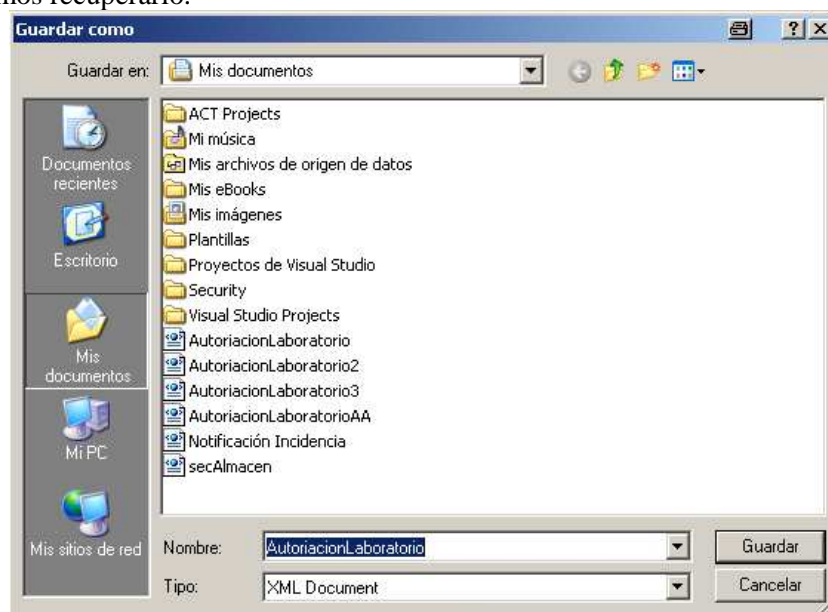 mos recuperarlo.
Guardar como
Guardar en:
Mis documentos
Documentos
recientes
Escritorio
Mis
documentos
Mi PC
Mis sitios de red
ACT Projects
Mi música
Mis archivos de origen de datos
Mis eBooks
Mis imágenes
Plantillas
Proyectos de Visual Studio
Security
Visual Studio Projects
AutoriacionLaboratorio
AutoriacionLaboratorio2
AutoriacionLaboratorio3
AutoriacionLaboratorioAA
Notificación Incidencia
secAlmacen
Nombre:
AutoriacionLaboratorio
Guardar
Tipo:
XML Document
Cancelar